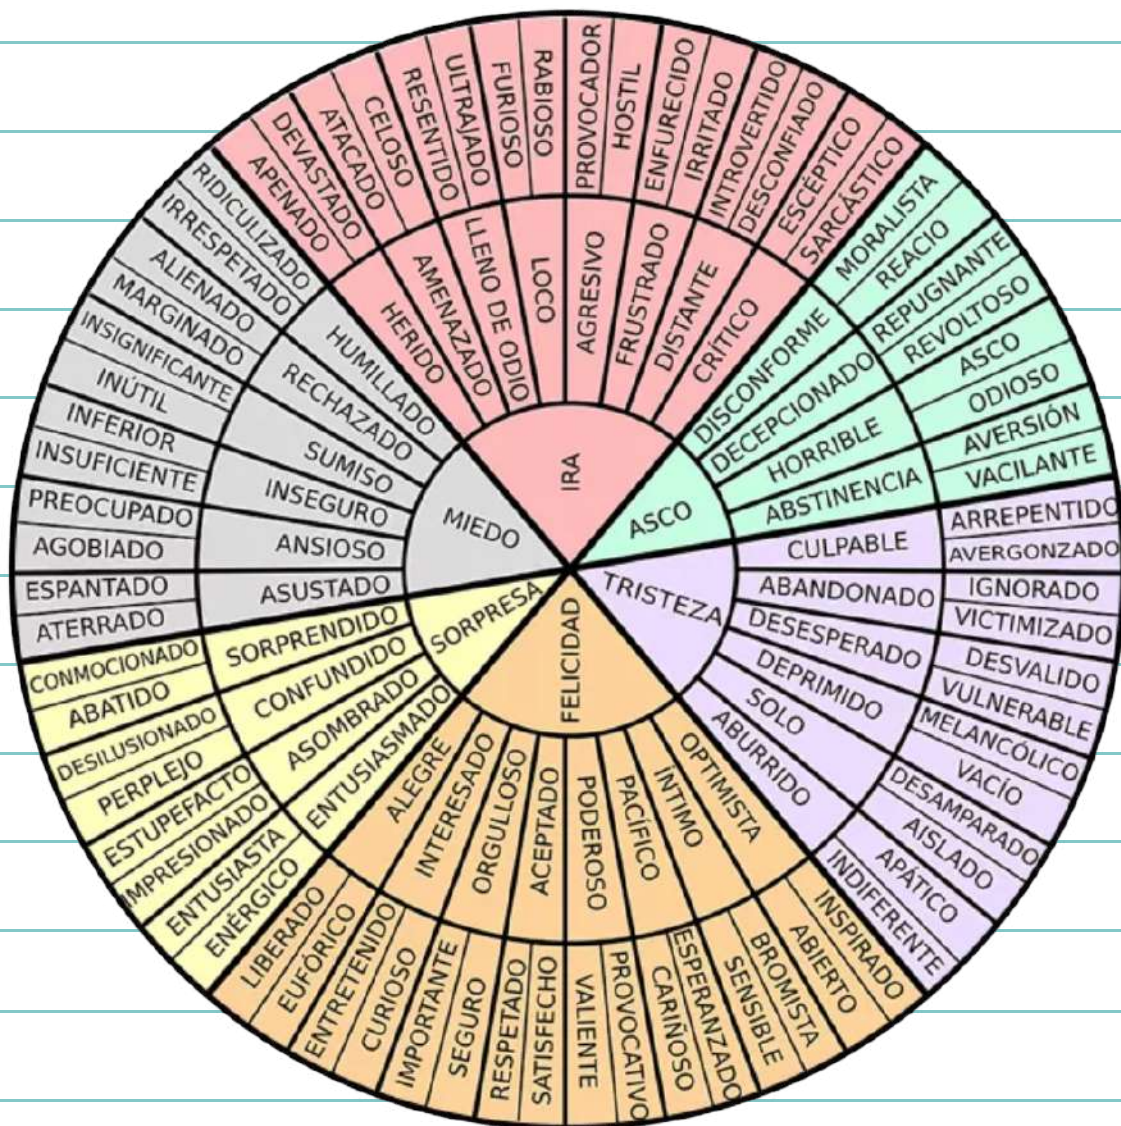 IRA
ASCO
TRISTEZA
FELICIDAD
SORPRESA
MIEDO
HERIDO
AMENAZADO
LLENO DE ODIO
LOCO
AGRESIVO
FRUSTRADO
DISTANTE
CRÍTICO
DISCONFORME
DECEPCIONADO
HORRIBLE
ABSTINENCIA
CULPABLE
ABANDONADO
DESESPERADO
DEPRIMIDO
SOLO
ABURRIDO
OPTIMISTA
ÍNTIMO
PACÍFICO
PODEROSO
ACEPTADO
ORGULLOSO
INTERESADO
ALEGRE
ENTUSIASMADO
ASOMBRADO
CONFUNDIDO
SORPRENDIDO
ASUSTADO
ANSIOSO
INSEGURO
SUMISO
RECHAZADO
HUMILLADO
APENADO
DEVASTADO
ATACADO
CELOSO
RESENTIDO
ULTRAJADO
FURIOSO
RABIOSO
PROVOCADOR
HOSTIL
ENFURECIDO
IRRITADO
INTROVERTIDO
DESCONFIADO
ESCÉPTICO
SARCÁSTICO
MORALISTA
REACIO
REPUGNANTE
REVOLTOSO
ASCO
ODIOSO
AVERSIÓN
VACILANTE
ARREPENTIDO
AVERGONZADO
IGNORADO
VICTIMIZADO
DESVALIDO
VULNERABLE
MELANCÓLICO
VACÍO
DESAMPARADO
AISLADO
APÁTICO
INDIFERENTE
INSPIRADO
ABIERTO
BROMISTA
SENSIBLE
ESPERANZADO
CARIÑOSO
PROVOCATIVO
VALIENTE
SATISFECHO
RESPETADO
SEGURO
IMPORTANTE
CURIOSO
ENTRETENIDO
EUFÓRICO
LIBERADO
ENÉRGICO
ENTUSIASTA
IMPRESIONADO
ESTUPEFACTO
PERPLEJO
DESILUSIONADO
ABATIDO
CONMOCIONADO
ATERRADO
ESPANTADO
AGOBIADO
PREOCUPADO
INSUFICIENTE
INFERIOR
INÚTIL
INSIGNIFICANTE
MARGINADO
ALIENADO
IRRESPETADO
RIDICULIZADO